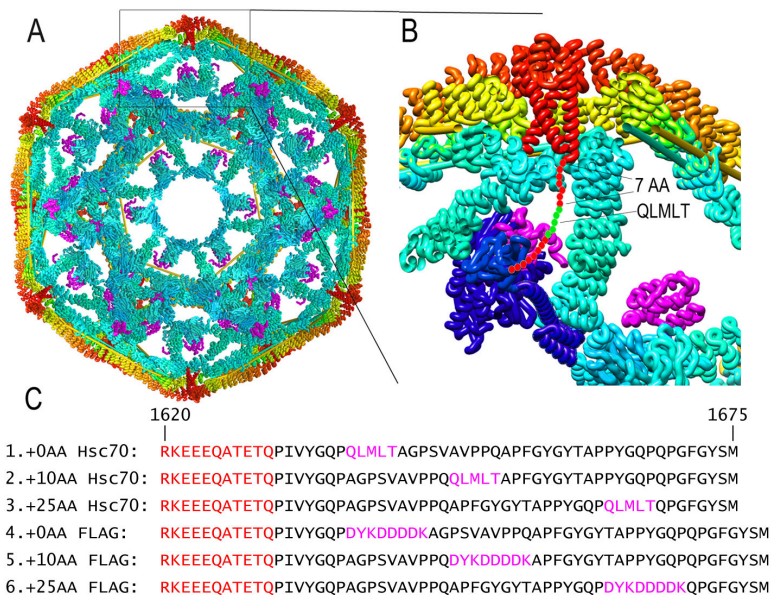 A
B
7 AA
QLMLT
C
1620
1675
1.+0AA Hsc70: RKEEEQATETQPIVYGQPQLMLTAGPSVAVPPQAPFGYGYTAPPYGQPQPGFGYSM
2.+10AA Hsc70: RKEEEQATETQPIVYGQPAGPSVAVPPQQLMLTAPFGYGYTAPPYGQPQPGFGYSM
3.+25AA Hsc70: RKEEEQATETQPIVYGQPAGPSVAVPPQAPFGYGYTAPPYGQPQLMLTQPGFGYSM
4.+0AA FLAG: RKEEEQATETQPIVYGQPDYKDDDDKAGPSVAVPPQAPFGYGYTAPPYGQPQPGFGYSM
5.+10AA FLAG: RKEEEQATETQPIVYGQPAGPSVAVPPQDYKDDDDKAPFGYGYTAPPYGQPQPGFGYSM
6.+25AA FLAG: RKEEEQATETQPIVYGQPAGPSVAVPPQAPFGYGYTAPPYGQPDYKDDDDKQPGFGYSM